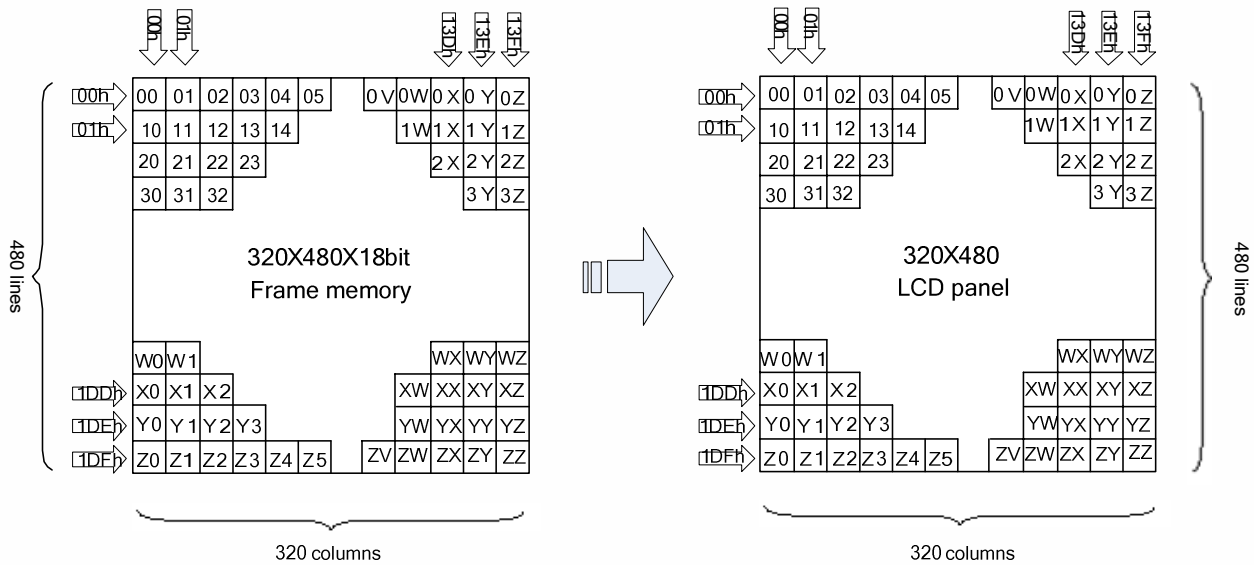 00h 01h 13Dh 13Eh 13Fh
00h 00 01 02 03 04 05 0V 0W 0X 0Y 0Z
01h 10 11 12 13 14 1W 1X 1Y 1Z
20 21 22 23 2X 2Y 2Z
30 31 32 3Y 3Z
480 lines
320X480X18bit
Frame memory
W0 W1 WX WY WZ
1DDh X0 X1 X2 XW XX XY XZ
1DEh Y0 Y1 Y2 Y3 YW YX YY YZ
1DFh Z0 Z1 Z2 Z3 Z4 Z5 ZV ZW ZX ZY ZZ
320 columns
00h 01h 13Dh 13Eh 13Fh
00h 00 01 02 03 04 05 0V 0W 0X 0Y 0Z
01h 10 11 12 13 14 1W 1X 1Y 1Z
20 21 22 23 2X 2Y 2Z
30 31 32 3Y 3Z
320X480
LCD panel
480 lines
W0 W1 WX WY WZ
1DDh X0 X1 X2 XW XX XY XZ
1DEh Y0 Y1 Y2 Y3 YW YX YY YZ
1DFh Z0 Z1 Z2 Z3 Z4 Z5 ZV ZW ZX ZY ZZ
320 columns